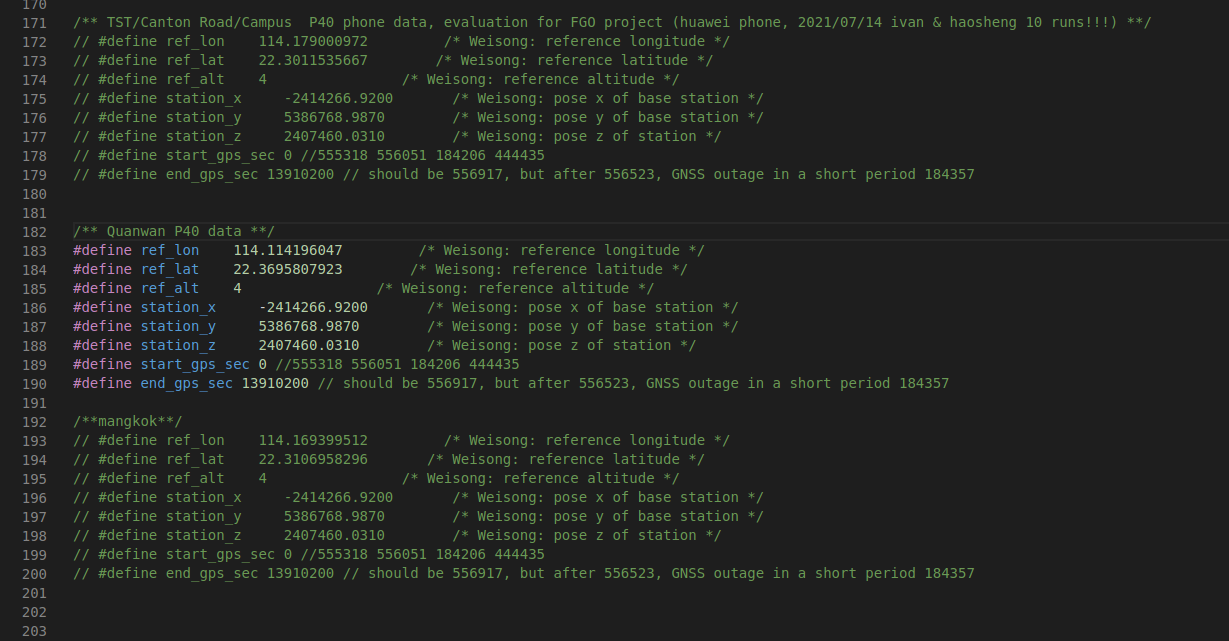 170
171 /** TST/Canton Road/Campus  P40 phone data, evaluation for FGO project (huawei phone, 2021/07/14 ivan & haosheng 10 runs!!!) **/
172 // #define ref_lon    114.179000972         /* Weisong: reference longitude */
173 // #define ref_lat    22.3011535667        /* Weisong: reference latitude */
174 // #define ref_alt    4                /* Weisong: reference altitude */
175 // #define station_x     -2414266.9200       /* Weisong: pose x of base station */
176 // #define station_y     5386768.9870        /* Weisong: pose y of base station */
177 // #define station_z     2407460.0310        /* Weisong: pose z of station */
178 // #define start_gps_sec 0 //555318 556051 184206 444435
179 // #define end_gps_sec 13910200 // should be 556917, but after 556523, GNSS outage in a short period 184357
180
181
182 /** Quanwan P40 data **/
183 #define ref_lon    114.114196047         /* Weisong: reference longitude */
184 #define ref_lat    22.3695807923        /* Weisong: reference latitude */
185 #define ref_alt    4                /* Weisong: reference altitude */
186 #define station_x     -2414266.9200       /* Weisong: pose x of base station */
187 #define station_y     5386768.9870        /* Weisong: pose y of base station */
188 #define station_z     2407460.0310        /* Weisong: pose z of station */
189 #define start_gps_sec 0 //555318 556051 184206 444435
190 #define end_gps_sec 13910200 // should be 556917, but after 556523, GNSS outage in a short period 184357
191
192 /**mangkok**/
193 // #define ref_lon    114.169399512         /* Weisong: reference longitude */
194 // #define ref_lat    22.3106958296       /* Weisong: reference latitude */
195 // #define ref_alt    4                /* Weisong: reference altitude */
196 // #define station_x     -2414266.9200       /* Weisong: pose x of base station */
197 // #define station_y     5386768.9870        /* Weisong: pose y of base station */
198 // #define station_z     2407460.0310        /* Weisong: pose z of station */
199 // #define start_gps_sec 0 //555318 556051 184206 444435
200 // #define end_gps_sec 13910200 // should be 556917, but after 556523, GNSS outage in a short period 184357
201
202
203